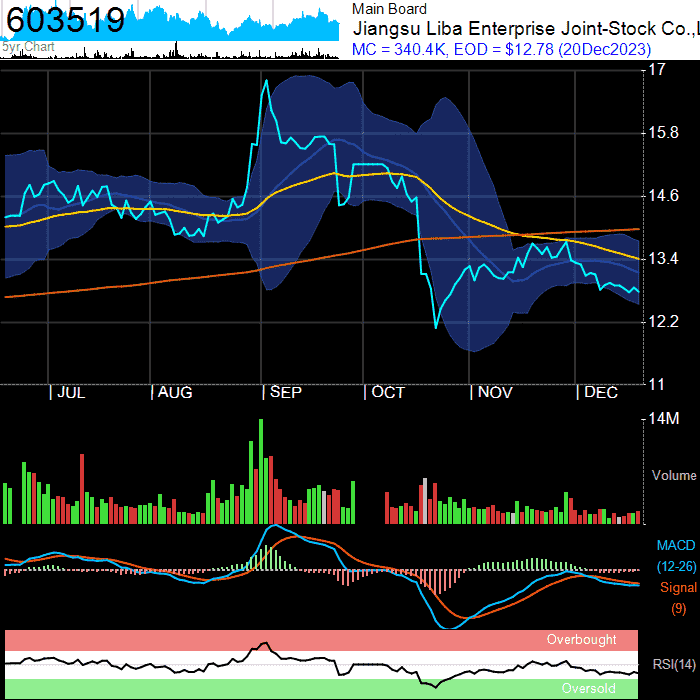 603519
5yr Chart
Main Board
Jiangsu Liba Enterprise Joint-Stock Co.,L
MC = 340.4K, EOD = $12.78 (20Dec2023)
17
15.8
14.6
13.4
12.2
11
| JUL | AUG | SEP | OCT | NOV | DEC
14M
Volume
MACD
(12-26)
Signal
(9)
Overbought
RSI(14)
Oversold